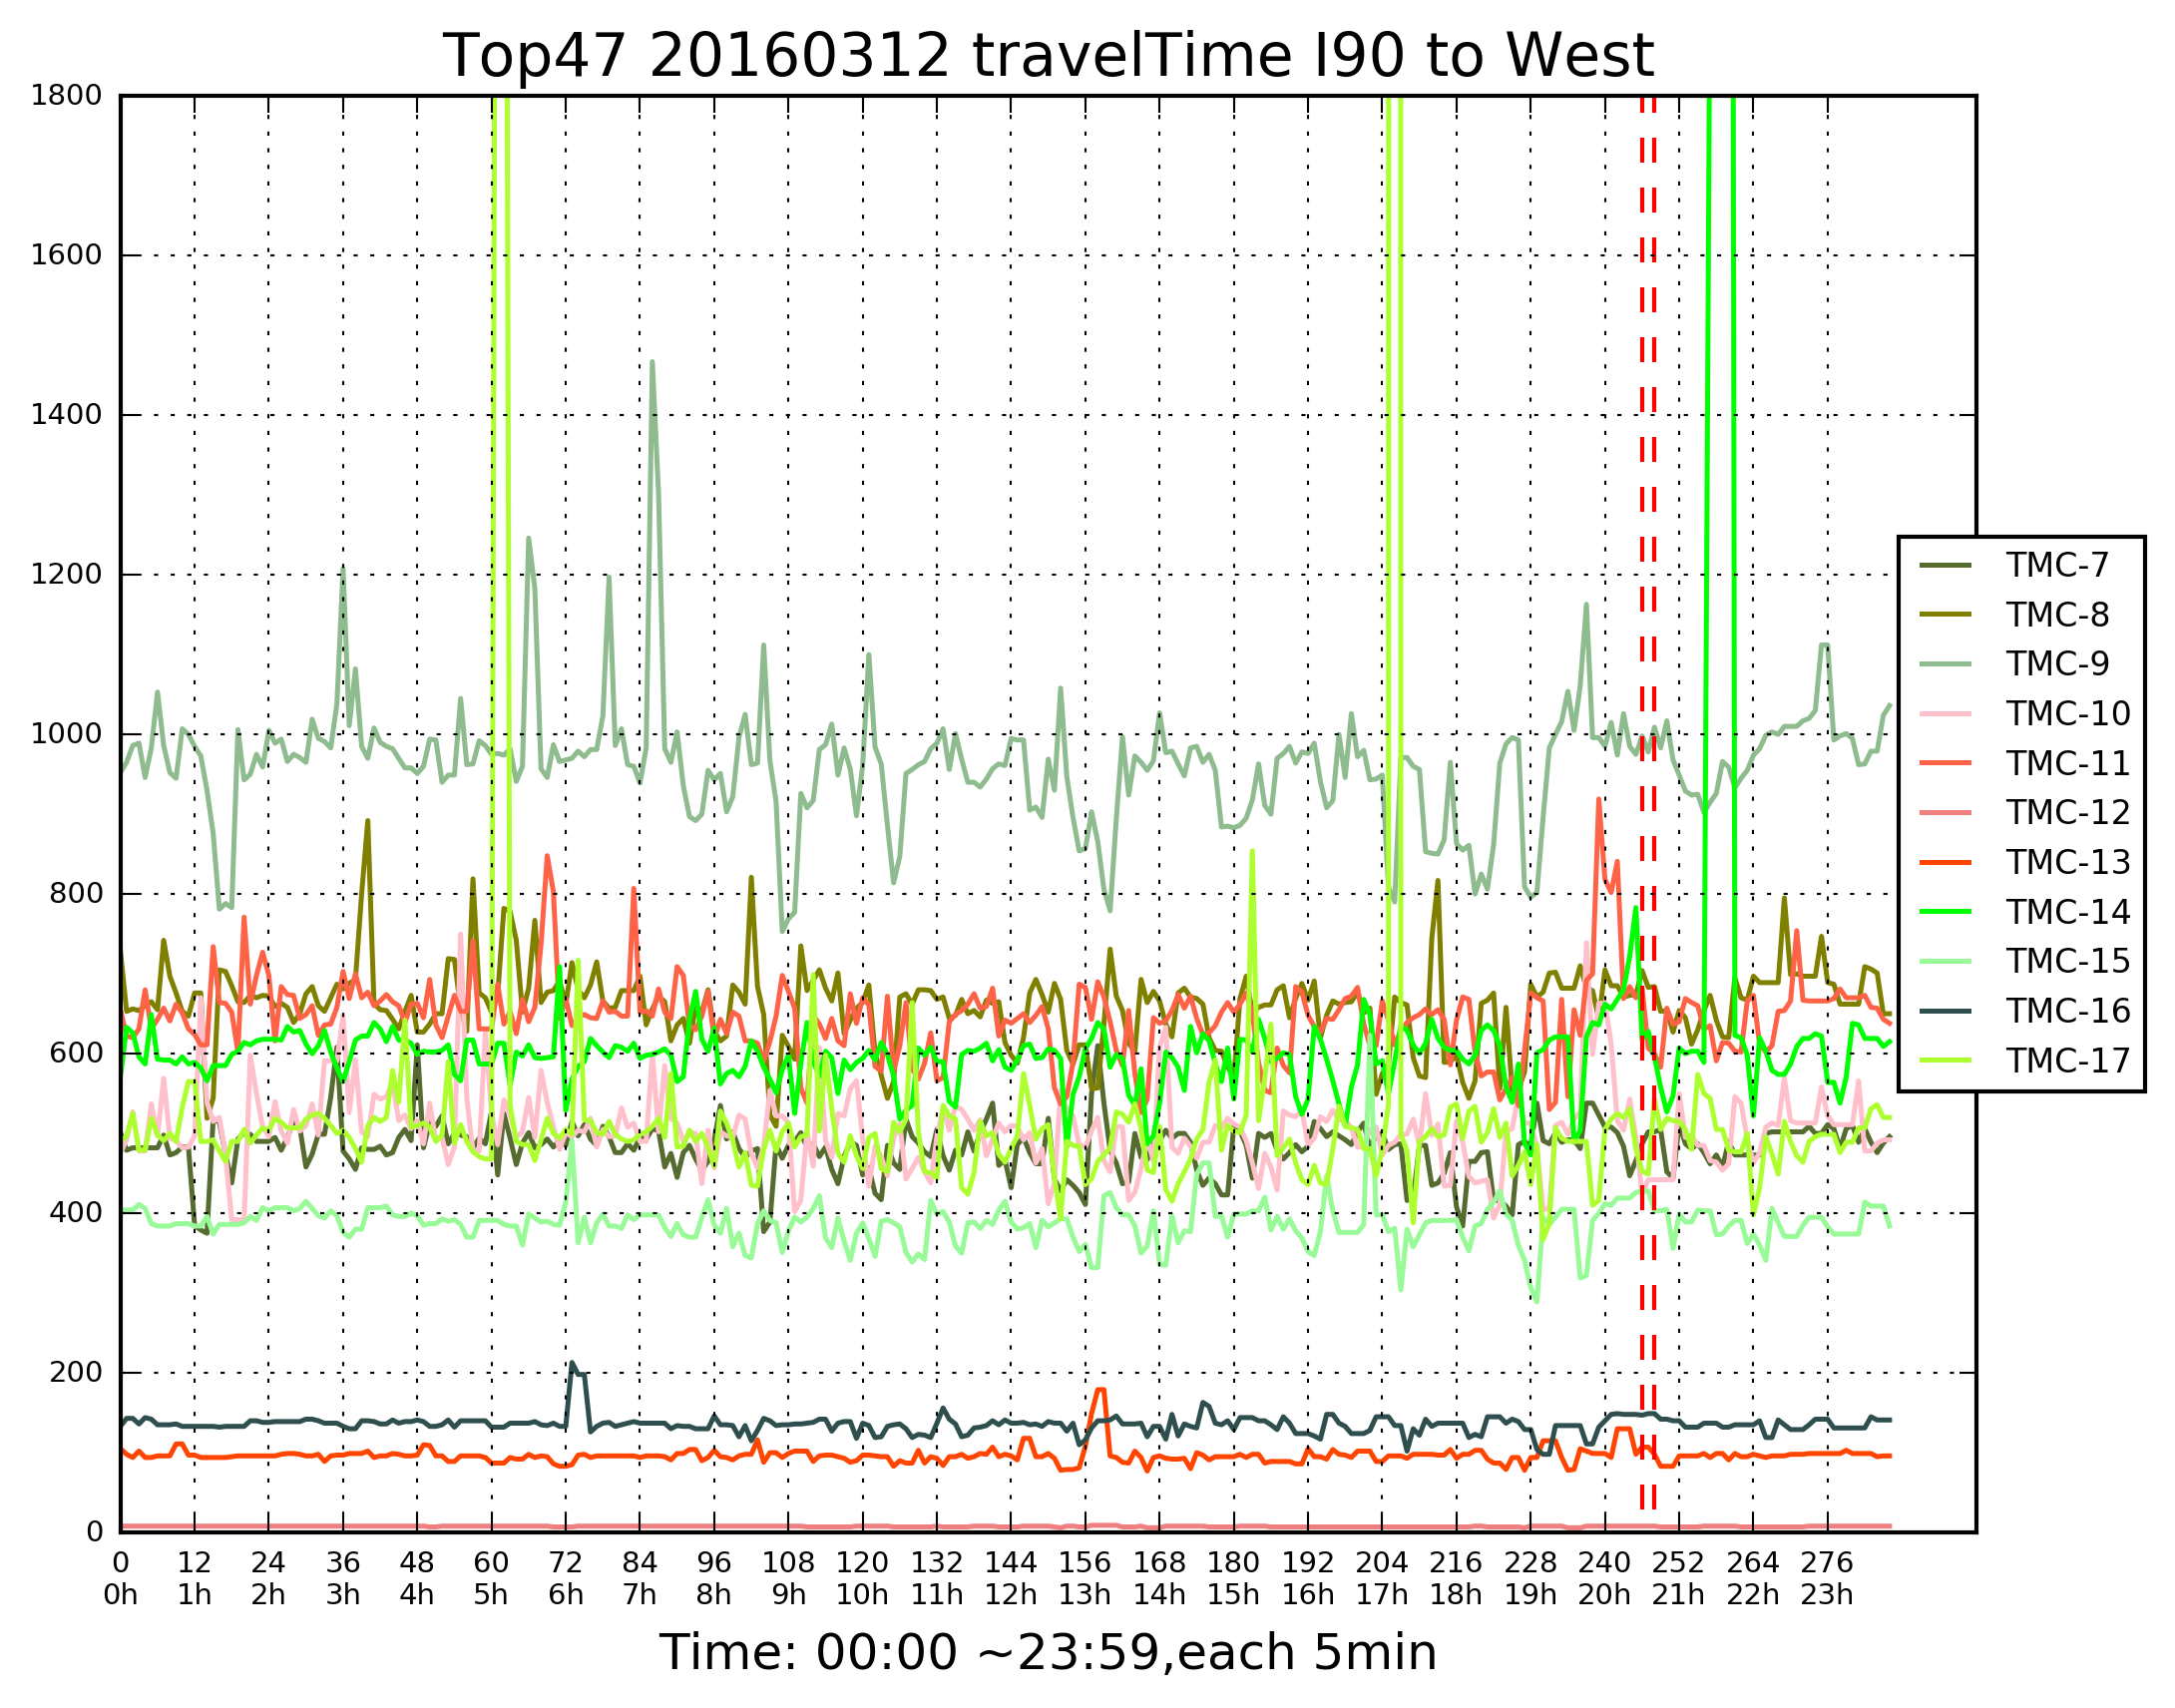 Top47 20160312 travelTime I90 to West
1800
1600
1400
1200
1000
800
600
400
200
0
0 12 24 36 48 60 72 84 96 108 120 132 144 156 168 180 192 204 216 228 240 252 264 276
0h 1h 2h 3h 4h 5h 6h 7h 8h 9h 10h 11h 12h 13h 14h 15h 16h 17h 18h 19h 20h 21h 22h 23h
Time: 00:00 ~23:59,each 5min
TMC-7
TMC-8
TMC-9
TMC-10
TMC-11
TMC-12
TMC-13
TMC-14
TMC-15
TMC-16
TMC-17